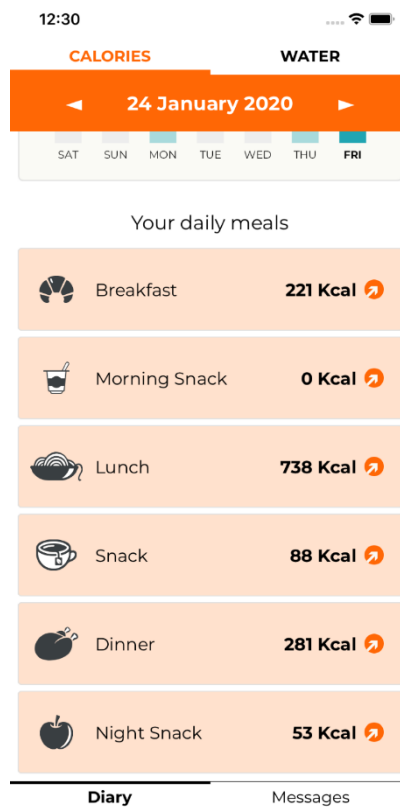 12:30
CALORIES WATER
◄ 24 January 2020 ►
SAT SUN MON TUE WED THU FRI
Your daily meals
Breakfast 221 Kcal
Morning Snack 0 Kcal
Lunch 738 Kcal
Snack 88 Kcal
Dinner 281 Kcal
Night Snack 53 Kcal
Diary Messages